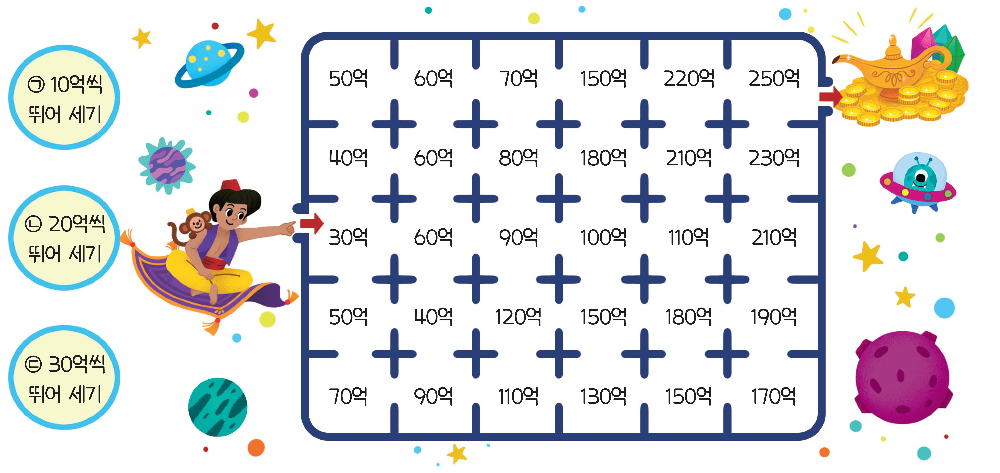 ㉠ 10억씩
뛰어 세기
㉡ 20억씩
뛰어 세기
㉢ 30억씩
뛰어 세기
50억 60억 70억 150억 220억 250억
40억 60억 80억 180억 210억 230억
30억 60억 90억 100억 110억 210억
50억 40억 120억 150억 180억 190억
70억 90억 110억 130억 150억 170억